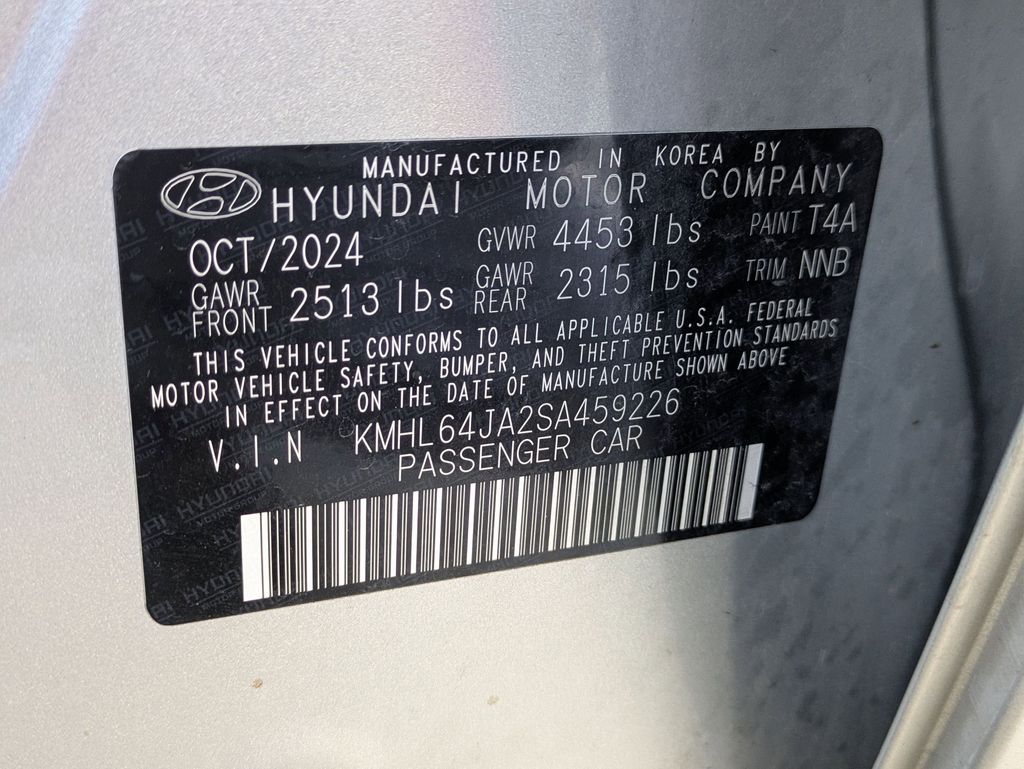 MANUFACTURED IN KOREA BY
HYUNDAI MOTOR COMPANY
OCT/2024 GVWR 4453 lbs PAINT T4A
GAWR FRONT 2513 lbs GAWR REAR 2315 lbs TRIM NNB
THIS VEHICLE CONFORMS TO ALL APPLICABLE U.S.A. FEDERAL
MOTOR VEHICLE SAFETY, BUMPER, AND THEFT PREVENTION STANDARDS
IN EFFECT ON THE DATE OF MANUFACTURE SHOWN ABOVE
V.I.N KMHL64JA2SA459226
PASSENGER CAR